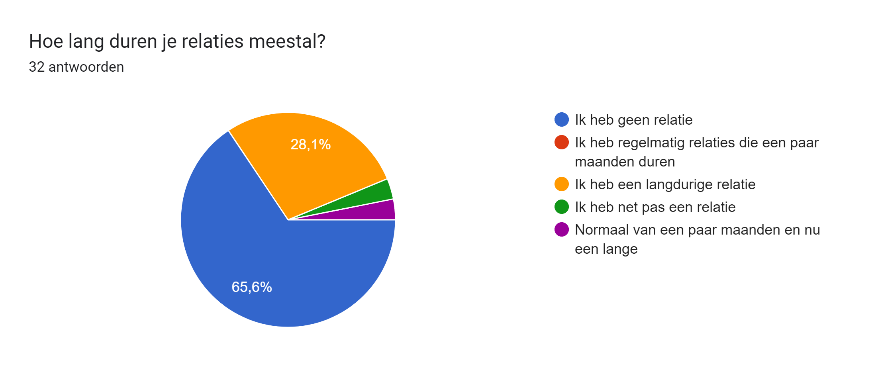 Hoe lang duren je relaties meestal?
32 antwoorden
28,1%
65,6%
Ik heb geen relatie
Ik heb regelmatig relaties die een paar
maanden duren
Ik heb een langdurige relatie
Ik heb net pas een relatie
Normaal van een paar maanden en nu
een lange